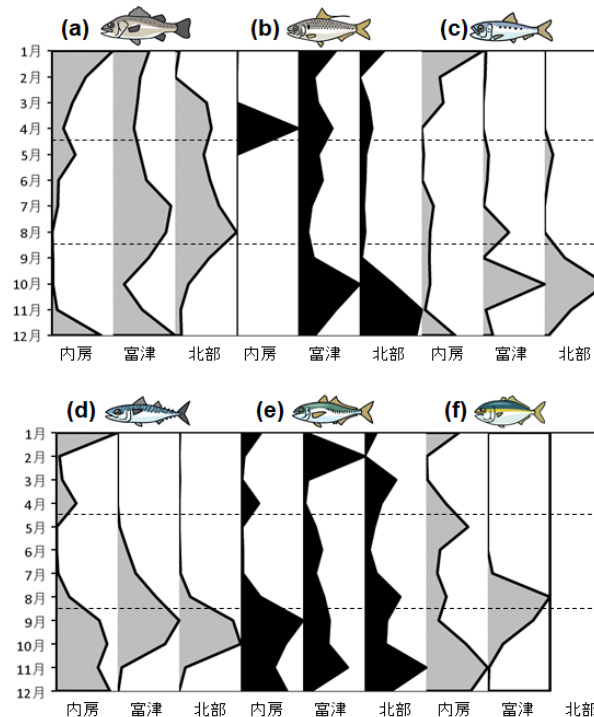 (a) (b) (c)
1月
2月
3月
4月
5月
6月
7月
8月
9月
10月
11月
12月
内房 富津 北部 内房 富津 北部 内房 富津 北部
(d) (e) (f)
1月
2月
3月
4月
5月
6月
7月
8月
9月
10月
11月
12月
内房 富津 北部 内房 富津 北部 内房 富津 北部